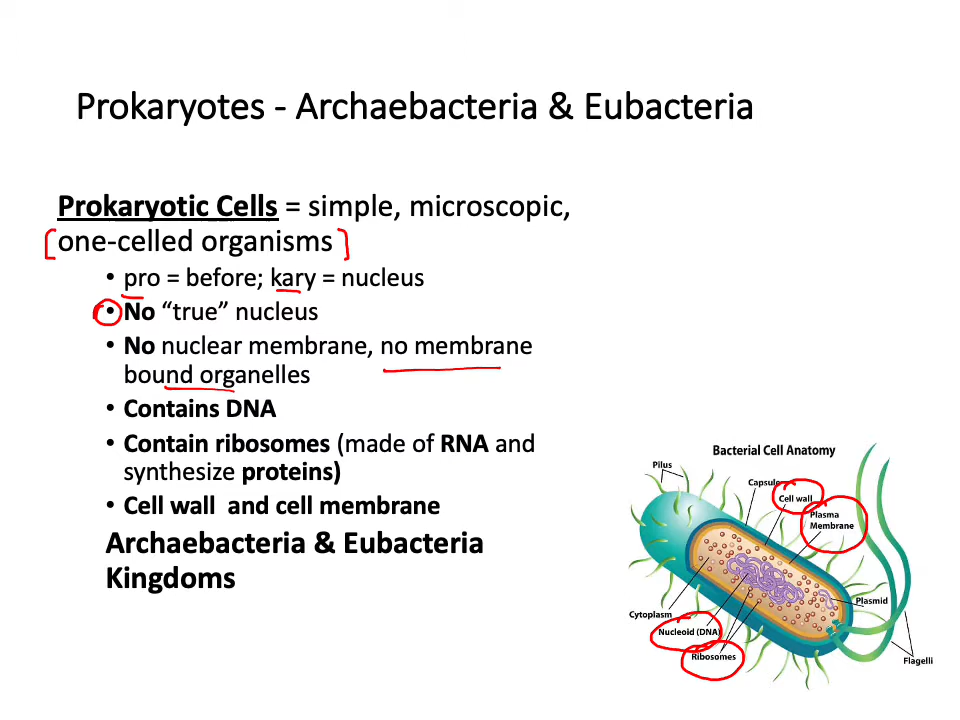 Prokaryotes - Archaebacteria & Eubacteria
Prokaryotic Cells = simple, microscopic,
one-celled organisms
• pro = before; kary = nucleus
• No “true” nucleus
• No nuclear membrane, no membrane
bound organelles
• Contains DNA
• Contain ribosomes (made of RNA and
synthesize proteins)
• Cell wall  and cell membrane
Archaebacteria & Eubacteria
Kingdoms
Bacterial Cell Anatomy
Pilus
Capsule
Cell wall
Plasma
Membrane
Plasmid
Cytoplasm
Nucleoid (DNA)
Ribosomes
Flagelli